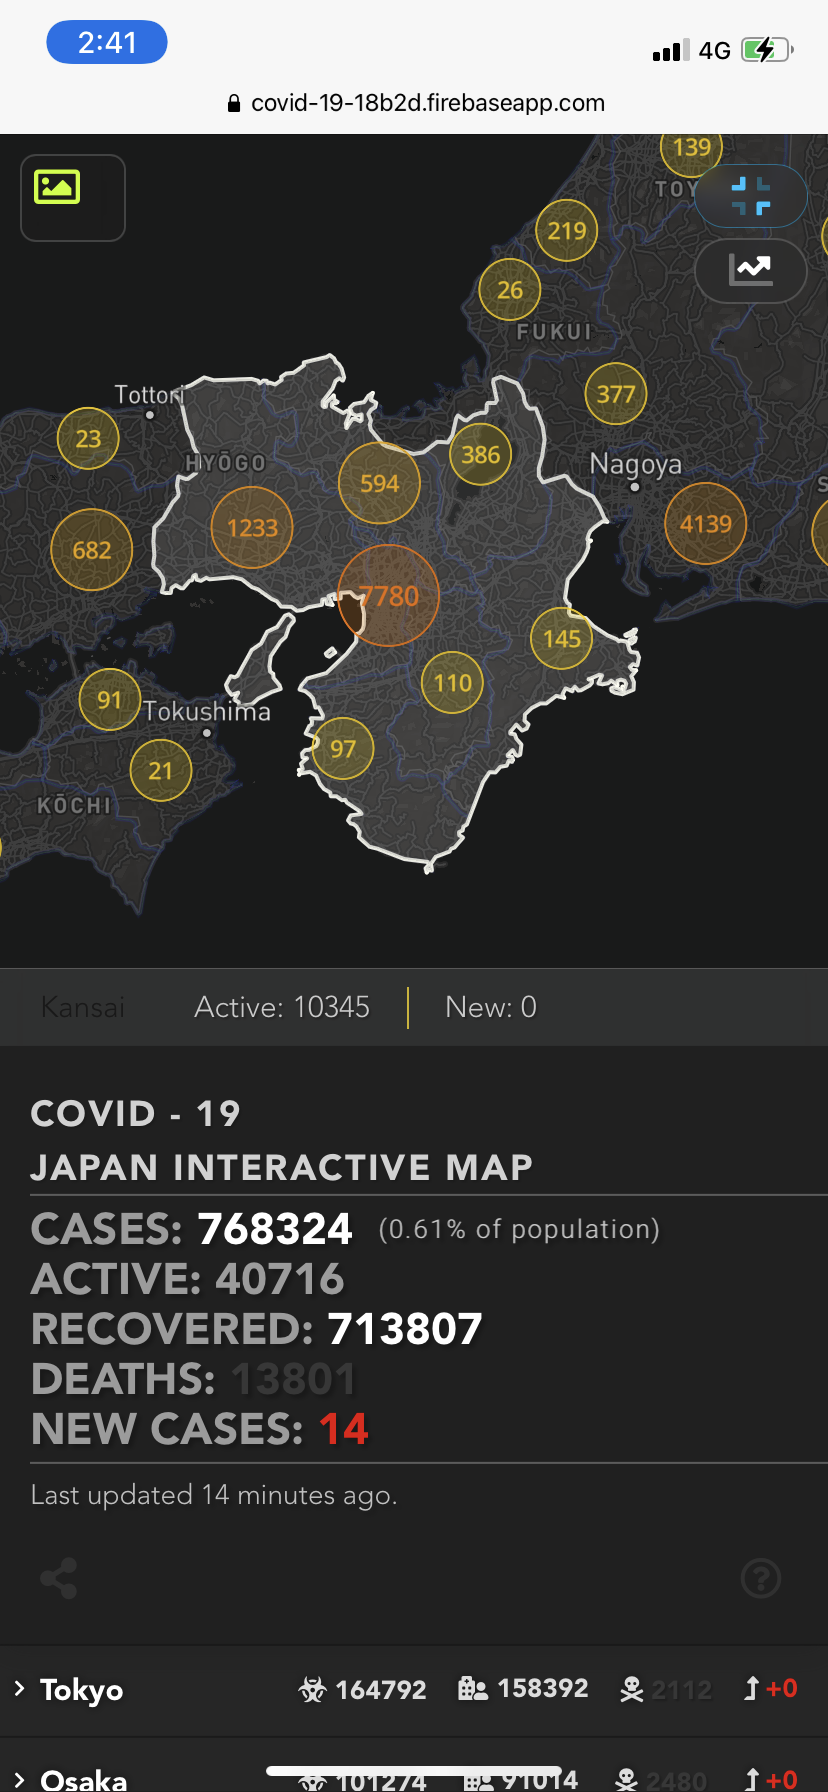 2:41
4G
covid-19-18b2d.firebaseapp.com
139
TOY
219
26
FUKUI
377
Tottori
23
HYŌGO
594
386
Nagoya
1233
4139
S
682
7780
145
110
91
Tokushima
97
21
KŌCHI
Kansai Active: 10345 New: 0
COVID - 19
JAPAN INTERACTIVE MAP
CASES: 768324 (0.61% of population)
ACTIVE: 40716
RECOVERED: 713807
DEATHS: 13801
NEW CASES: 14
Last updated 14 minutes ago.
?
Tokyo 164792 158392 2112 +0
Osaka 101274 91014 2480 +0